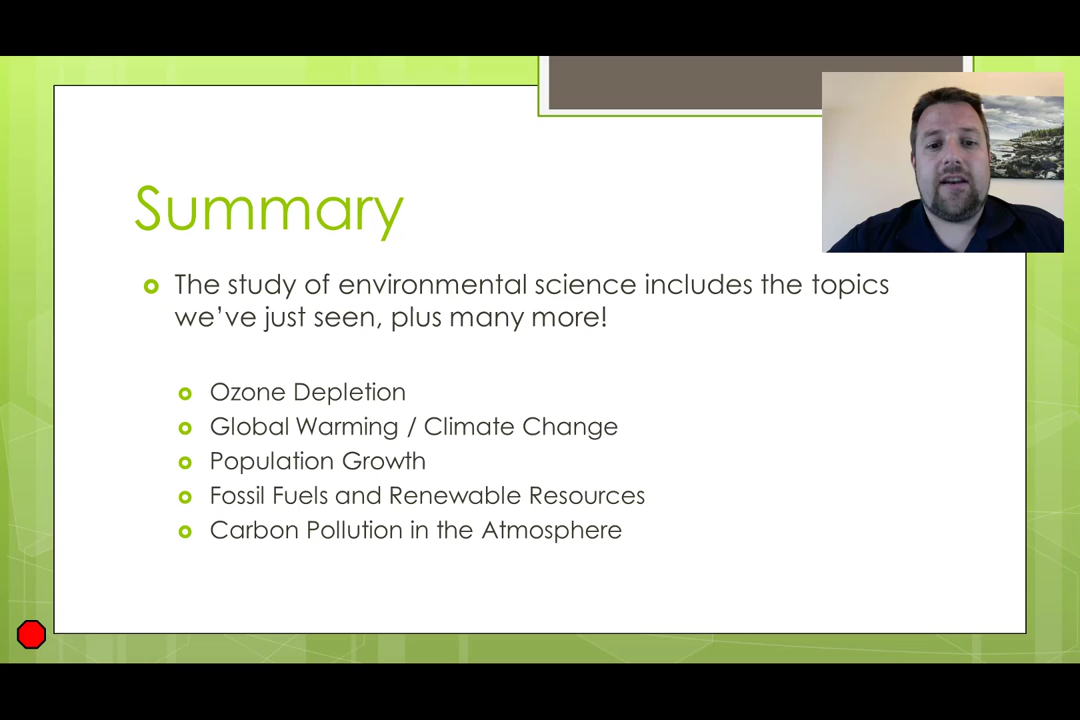 Summary
The study of environmental science includes the topics
we’ve just seen, plus many more!
Ozone Depletion
Global Warming / Climate Change
Population Growth
Fossil Fuels and Renewable Resources
Carbon Pollution in the Atmosphere